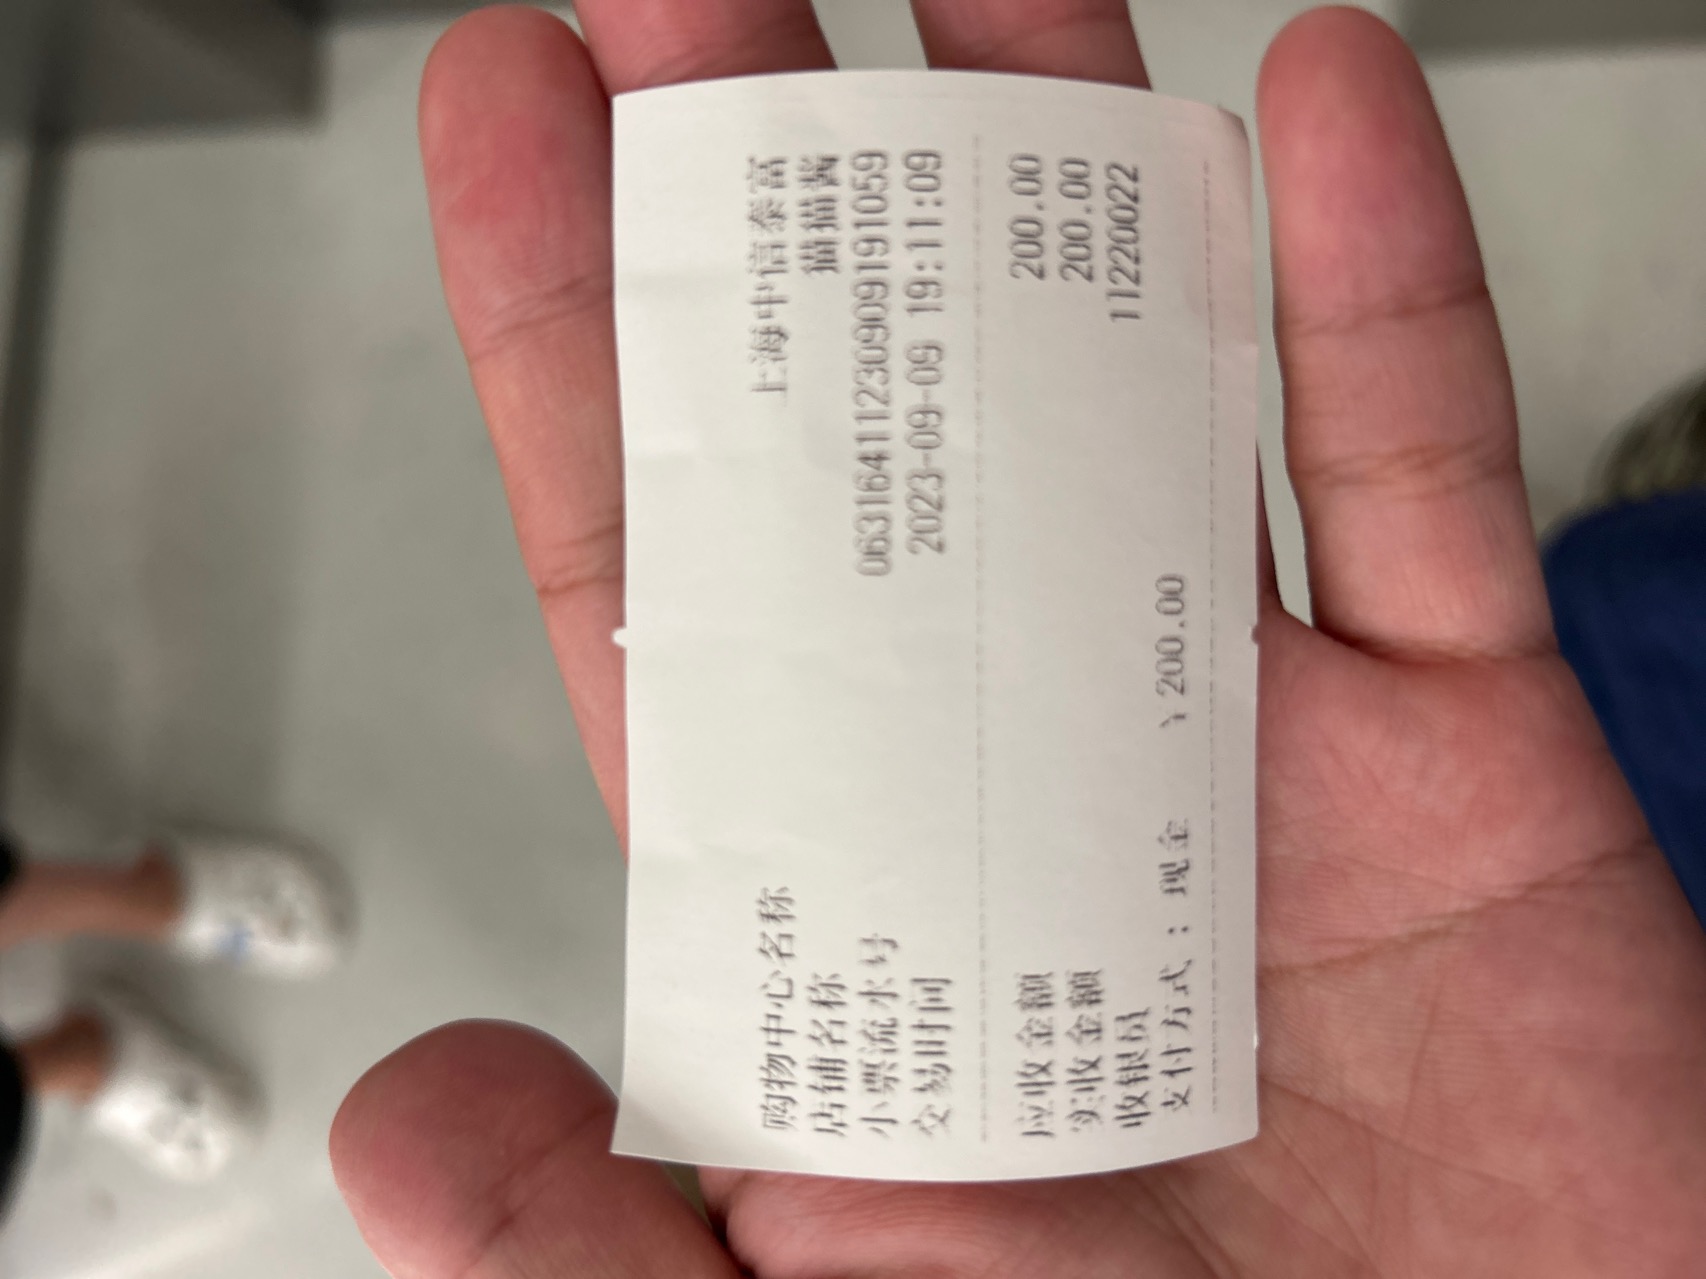 购物中心名称 上海中信泰富
店铺名称 猫猫酱
小票流水号 06316411230909191059
交易时间 2023-09-09 19:11:09
应收金额 200.00
实收金额 200.00
收银员 11220022
支付方式：现金 ￥200.00